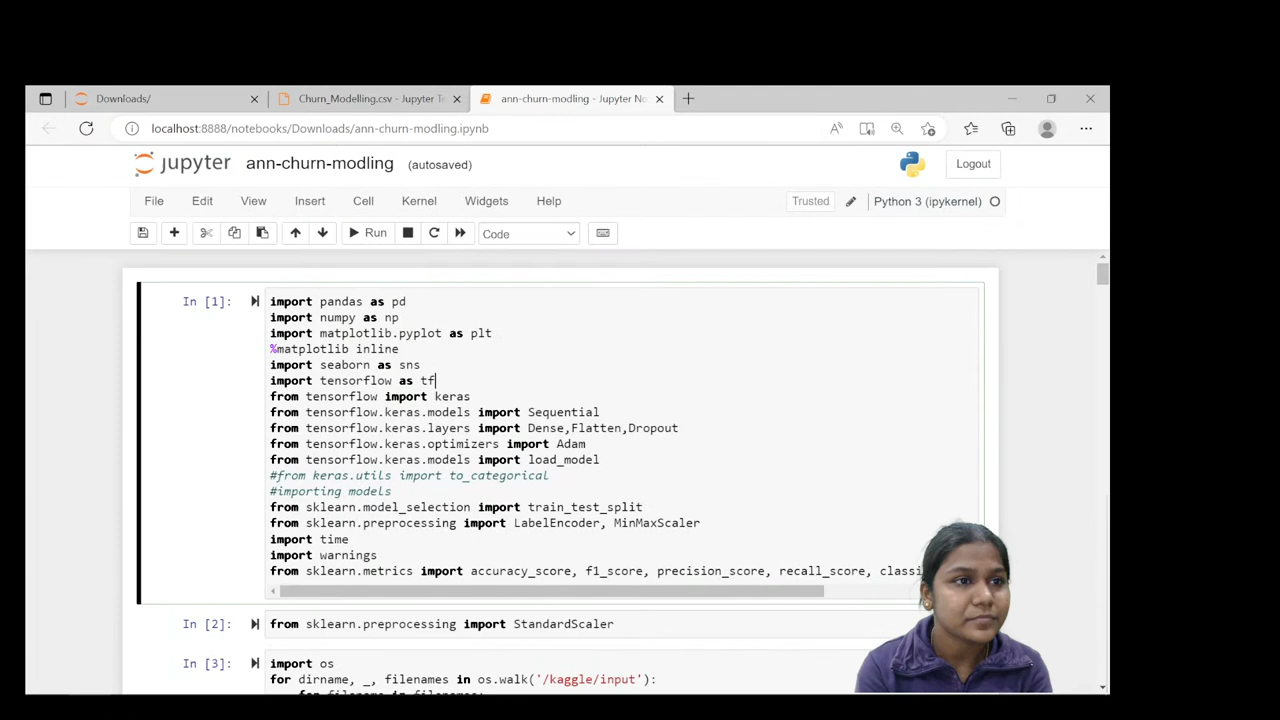 Downloads/
Churn_Modelling.csv - Jupyter Te
ann-churn-modling - Jupyter No
localhost:8888/notebooks/Downloads/ann-churn-modling.ipynb
jupyter ann-churn-modling (autosaved)
Logout
File Edit View Insert Cell Kernel Widgets Help
Trusted
Python 3 (ipykernel)
Run
Code
In [1]:
import pandas as pd
import numpy as np
import matplotlib.pyplot as plt
%matplotlib inline
import seaborn as sns
import tensorflow as tf
from tensorflow import keras
from tensorflow.keras.models import Sequential
from tensorflow.keras.layers import Dense,Flatten,Dropout
from tensorflow.keras.optimizers import Adam
from tensorflow.keras.models import load_model
#from keras.utils import to_categorical
#importing models
from sklearn.model_selection import train_test_split
from sklearn.preprocessing import LabelEncoder, MinMaxScaler
import time
import warnings
from sklearn.metrics import accuracy_score, f1_score, precision_score, recall_score, classi
In [2]:
from sklearn.preprocessing import StandardScaler
In [3]:
import os
for dirname, _, filenames in os.walk('/kaggle/input'):
for filename in filenames: